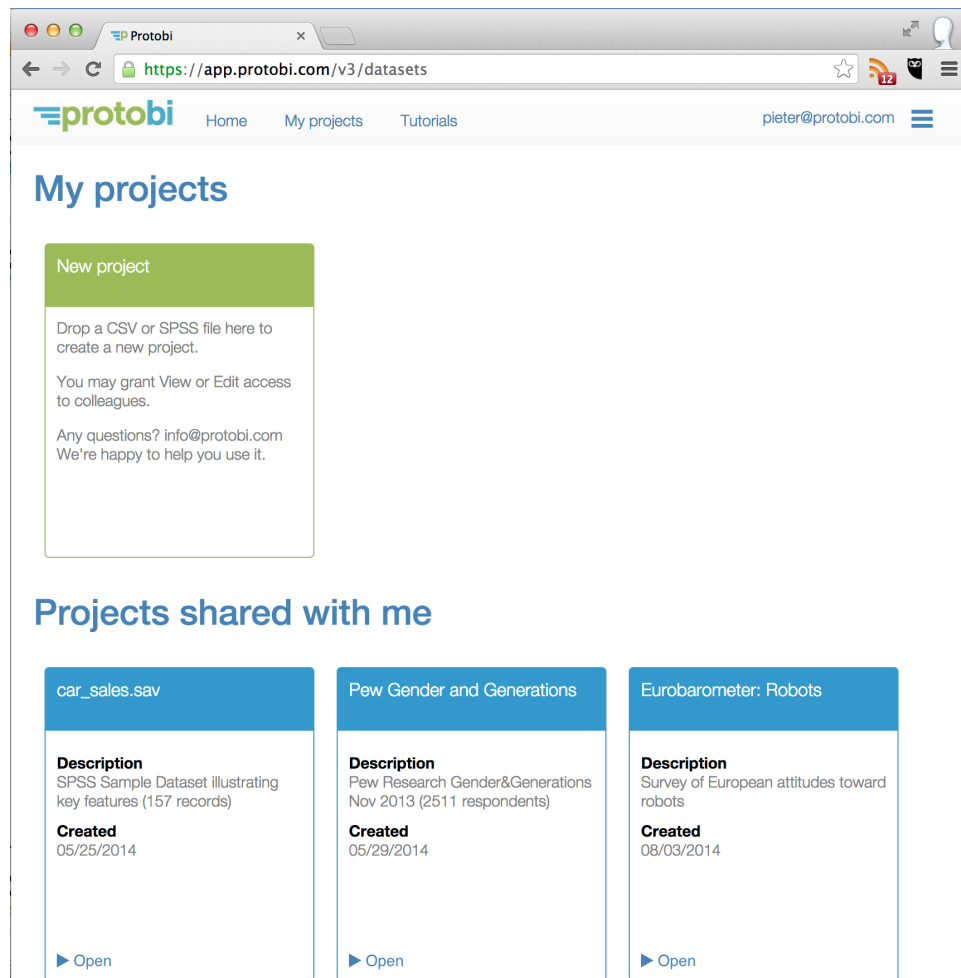 Protobi
https://app.protobi.com/v3/datasets
12
protobi Home My projects Tutorials pieter@protobi.com
My projects
New project
Drop a CSV or SPSS file here to
create a new project.
You may grant View or Edit access
to colleagues.
Any questions? info@protobi.com
We're happy to help you use it.
Projects shared with me
car_sales.sav
Description
SPSS Sample Dataset illustrating
key features (157 records)
Created
05/25/2014
Open
Pew Gender and Generations
Description
Pew Research Gender&Generations
Nov 2013 (2511 respondents)
Created
05/29/2014
Open
Eurobarometer: Robots
Description
Survey of European attitudes toward
robots
Created
08/03/2014
Open